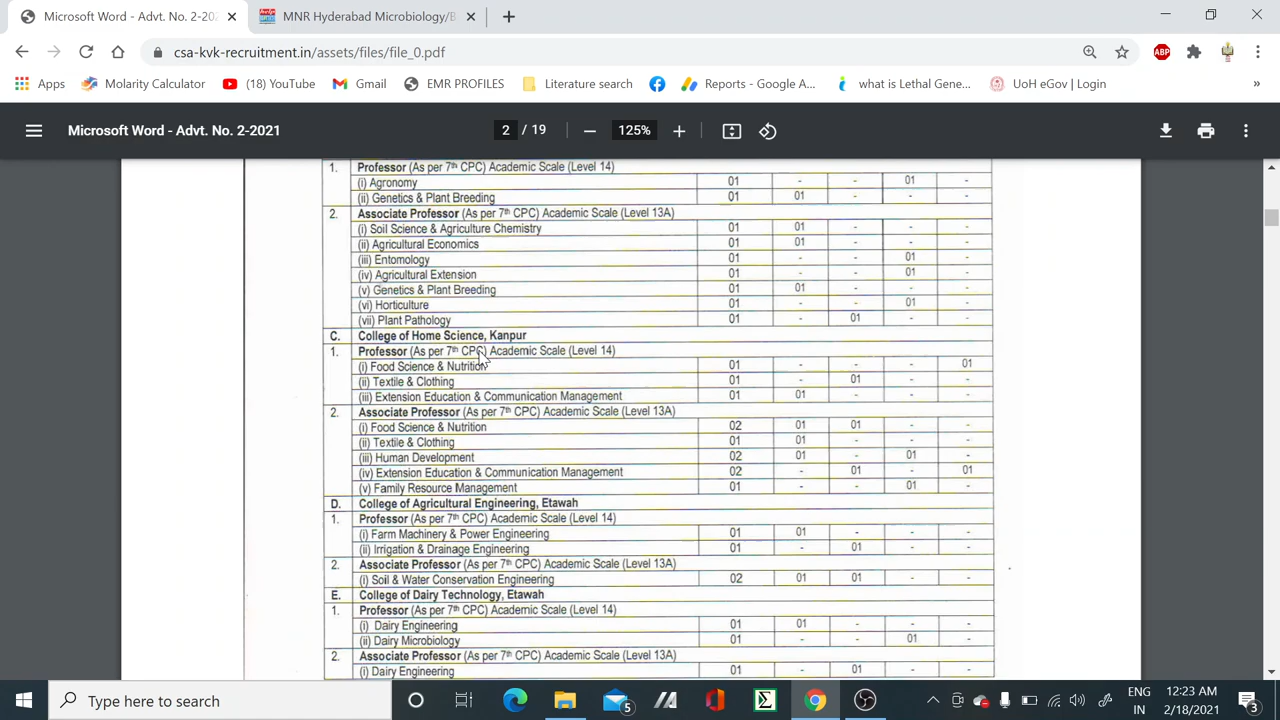 Microsoft Word - Advt. No. 2-202
MNR Hyderabad Microbiology/B
csa-kvk-recruitment.in/assets/files/file_0.pdf
ABP
Apps
Molarity Calculator
(18) YouTube
Gmail
EMR PROFILES
Literature search
Reports - Google A...
what is Lethal Gene...
UoH eGov | Login
»
Microsoft Word - Advt. No. 2-2021
2 / 19
125%
1. Professor (As per 7th CPC) Academic Scale (Level 14)
(i) Agronomy 01 - - 01 -
(ii) Genetics & Plant Breeding 01 01 - - -
2. Associate Professor (As per 7th CPC) Academic Scale (Level 13A)
(i) Soil Science & Agriculture Chemistry 01 01 - - -
(ii) Agricultural Economics 01 01 - - -
(iii) Entomology 01 - - 01 -
(iv) Agricultural Extension 01 - - 01 -
(v) Genetics & Plant Breeding 01 01 - - -
(vi) Horticulture 01 - - 01 -
(vii) Plant Pathology 01 - 01 - -
C. College of Home Science, Kanpur
1. Professor (As per 7th CPC) Academic Scale (Level 14)
(i) Food Science & Nutrition 01 - - - 01
(ii) Textile & Clothing 01 - 01 - -
(iii) Extension Education & Communication Management 01 01 - - -
2. Associate Professor (As per 7th CPC) Academic Scale (Level 13A)
(i) Food Science & Nutrition 02 01 01 - -
(ii) Textile & Clothing 01 01 - - -
(iii) Human Development 02 01 - 01 -
(iv) Extension Education & Communication Management 02 - 01 - 01
(v) Family Resource Management 01 - - 01 -
D. College of Agricultural Engineering, Etawah
1. Professor (As per 7th CPC) Academic Scale (Level 14)
(i) Farm Machinery & Power Engineering 01 01 - - -
(ii) Irrigation & Drainage Engineering 01 - 01 - -
2. Associate Professor (As per 7th CPC) Academic Scale (Level 13A)
(i) Soil & Water Conservation Engineering 02 01 01 - -
E. College of Dairy Technology, Etawah
1. Professor (As per 7th CPC) Academic Scale (Level 14)
(i) Dairy Engineering 01 01 - - -
(ii) Dairy Microbiology 01 - - 01 -
2. Associate Professor (As per 7th CPC) Academic Scale (Level 13A)
(i) Dairy Engineering 01 - 01 - -
Type here to search
5
ENG
IN
12:23 AM
2/18/2021
3